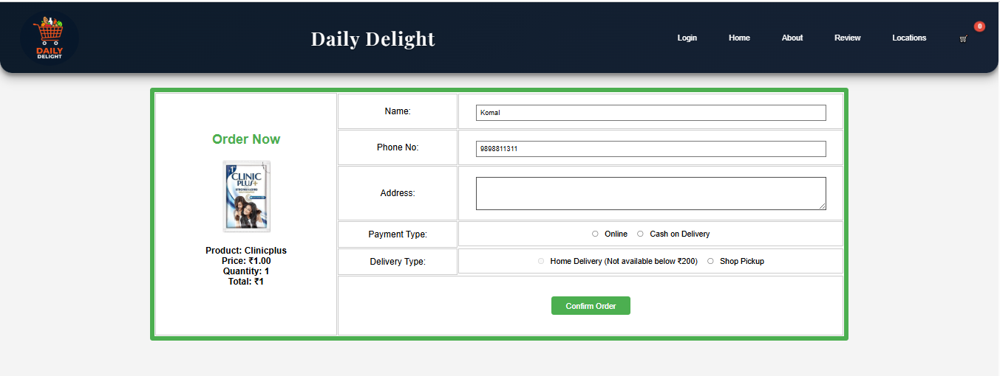 DAILY
DELIGHT
Daily Delight
Login
Home
About
Review
Locations
0
Order Now
CLINIC
PLUS+
STRONG & LONG
Product: Clinicplus
Price: ₹1.00
Quantity: 1
Total: ₹1
Name:
Komal
Phone No:
9898811311
Address:
Payment Type:
Online
Cash on Delivery
Delivery Type:
Home Delivery (Not available below ₹200)
Shop Pickup
Confirm Order